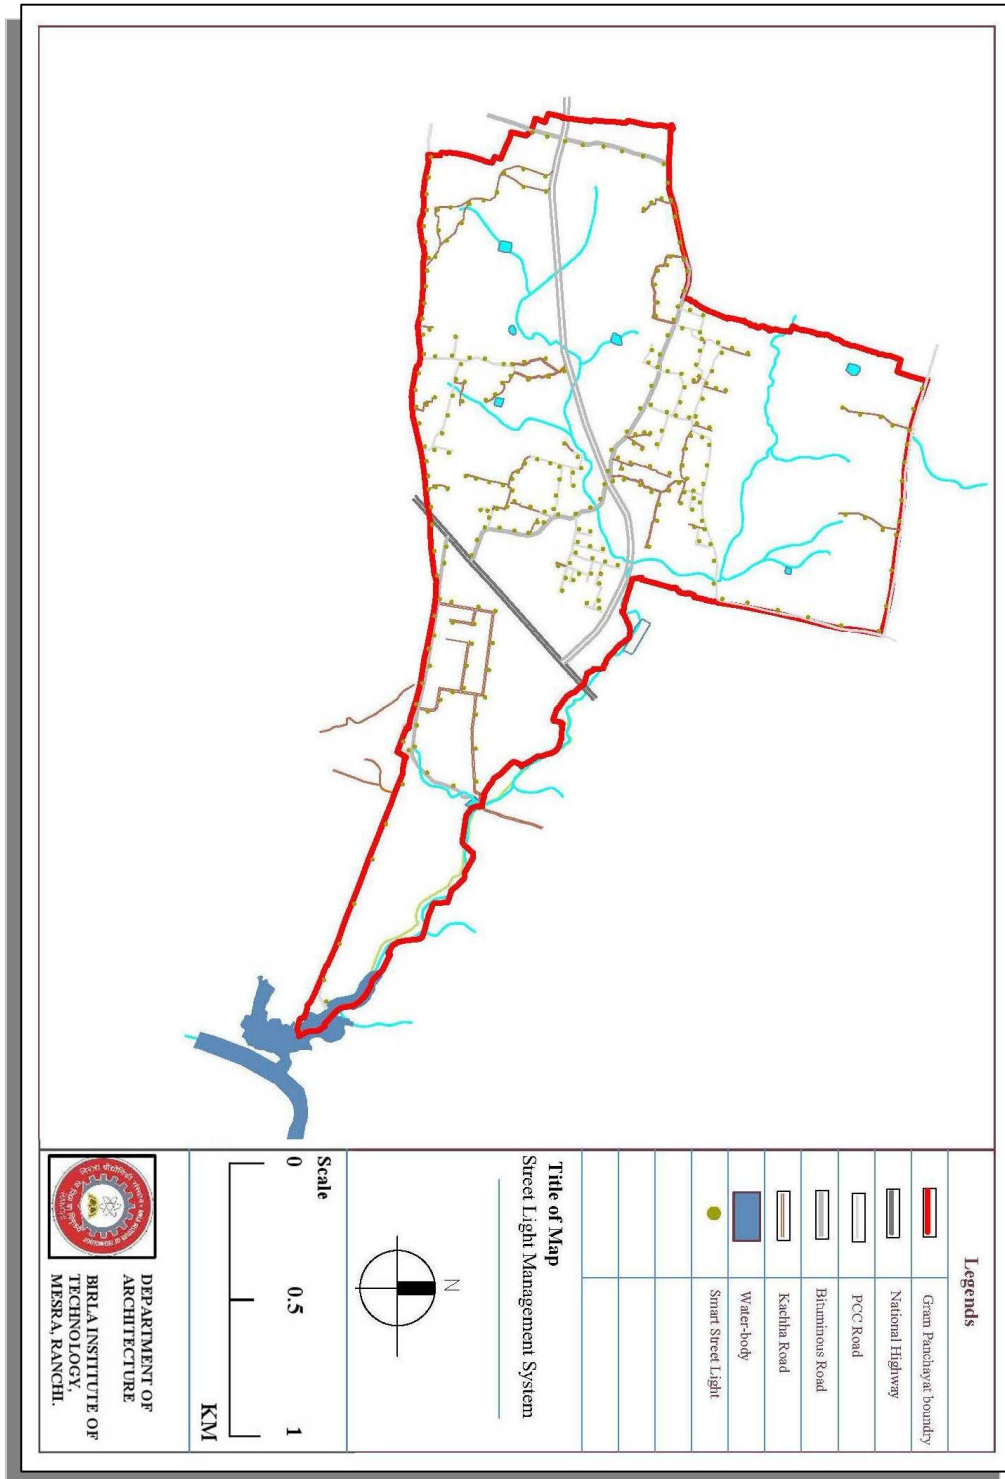 Legends
Gram Panchayat boundry
National Highway
PCC Road
Bituminous Road
Kachha Road
Water-body
Smart Street Light
Title of Map
Street Light Management System
N
Scale
0 0.5 1
KM
DEPARTMENT OF
ARCHITECTURE
BIRLA INSTITUTE OF
TECHNOLOGY,
MESRA, RANCHI.